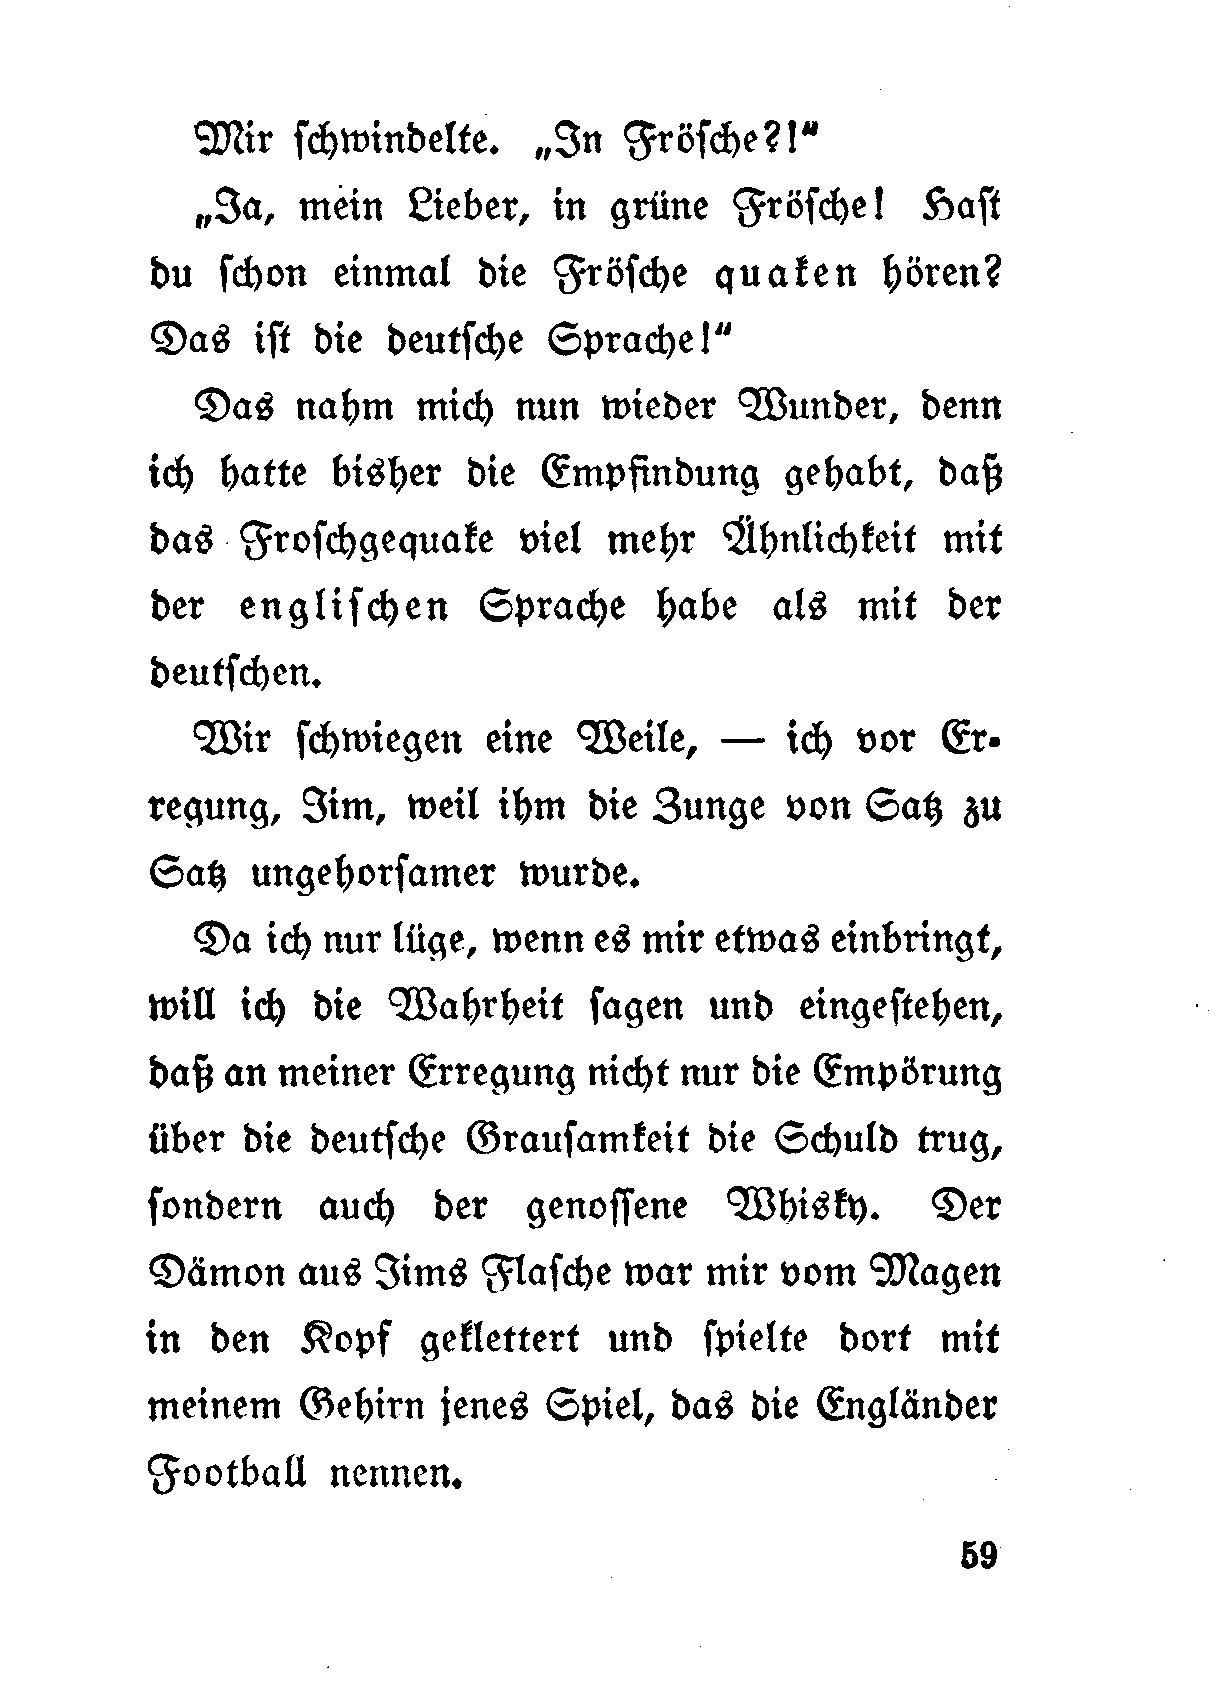 Mir schwindelte. „In Frösche?!“
„Ja, mein Lieber, in grüne Frösche! Hast
du schon einmal die Frösche quaken hören?
Das ist die deutsche Sprache!“
Das nahm mich nun wieder Wunder, denn
ich hatte bisher die Empfindung gehabt, daß
das Froschgequake viel mehr Ähnlichkeit mit
der englischen Sprache habe als mit der
deutschen.
Wir schwiegen eine Weile, — ich vor Er-
regung, Jim, weil ihm die Zunge von Satz zu
Satz ungehorsamer wurde.
Da ich nur lüge, wenn es mir etwas einbringt,
will ich die Wahrheit sagen und eingestehen,
daß an meiner Erregung nicht nur die Empörung
über die deutsche Grausamkeit die Schuld trug,
sondern auch der genossene Whisky. Der
Dämon aus Jims Flasche war mir vom Magen
in den Kopf geklettert und spielte dort mit
meinem Gehirn jenes Spiel, das die Engländer
Football nennen.
59